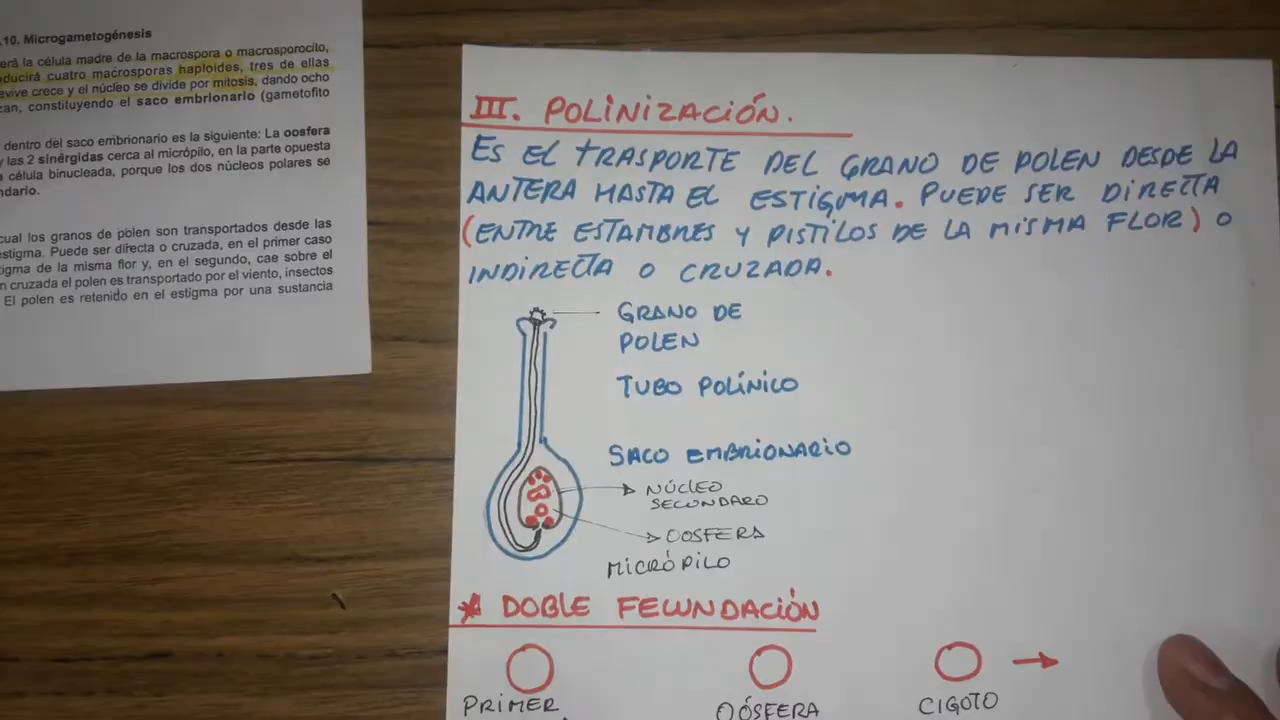 .10. Microgametogénesis
erá la célula madre de la macrospora o macrosporocito,
oducirá cuatro macrosporas haploides, tres de ellas
evive crece y el núcleo se divide por mitosis, dando ocho
zan, constituyendo el saco embrionario (gametofito
dentro del saco embrionario es la siguiente: La oosfera
y las 2 sinérgidas cerca al micrópilo, en la parte opuesta
a célula binucleada, porque los dos núcleos polares se
ndario.
cual los granos de polen son transportados desde las
estigma. Puede ser directa o cruzada, en el primer caso
igma de la misma flor y, en el segundo, cae sobre el
n cruzada el polen es transportado por el viento, insectos
El polen es retenido en el estigma por una sustancia
III. POLINIZACIÓN.
ES EL TRASPORTE DEL GRANO DE POLEN DESDE LA
ANTERA HASTA EL ESTIGMA. PUEDE SER DIRECTA
(ENTRE ESTAMBRES Y PISTILOS DE LA MISMA FLOR) O
INDIRECTA O CRUZADA.
GRANO DE
POLEN
TUBO POLÍNICO
SACO EMBRIONARIO
NÚCLEO
SECUNDARO
OOSFERA
MICRÓPILO
* DOBLE FECUNDACIÓN
PRIMER
OÓSFERA
CIGOTO